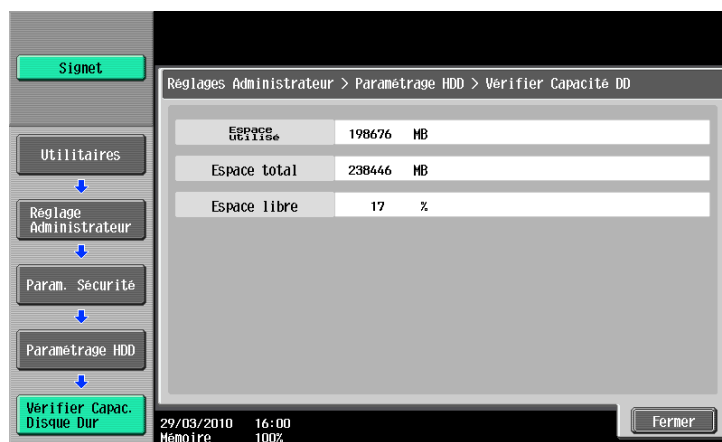 Signet
Réglages Administrateur > Paramétrage HDD > Vérifier Capacité DD
Espace
utilisé
198676 MB
Utilitaires
Espace total 238446 MB
Espace libre 17 %
Réglage
Administrateur
Param. Sécurité
Paramétrage HDD
Vérifier Capac.
Disque Dur
29/03/2010 16:00
Mémoire 100%
Fermer